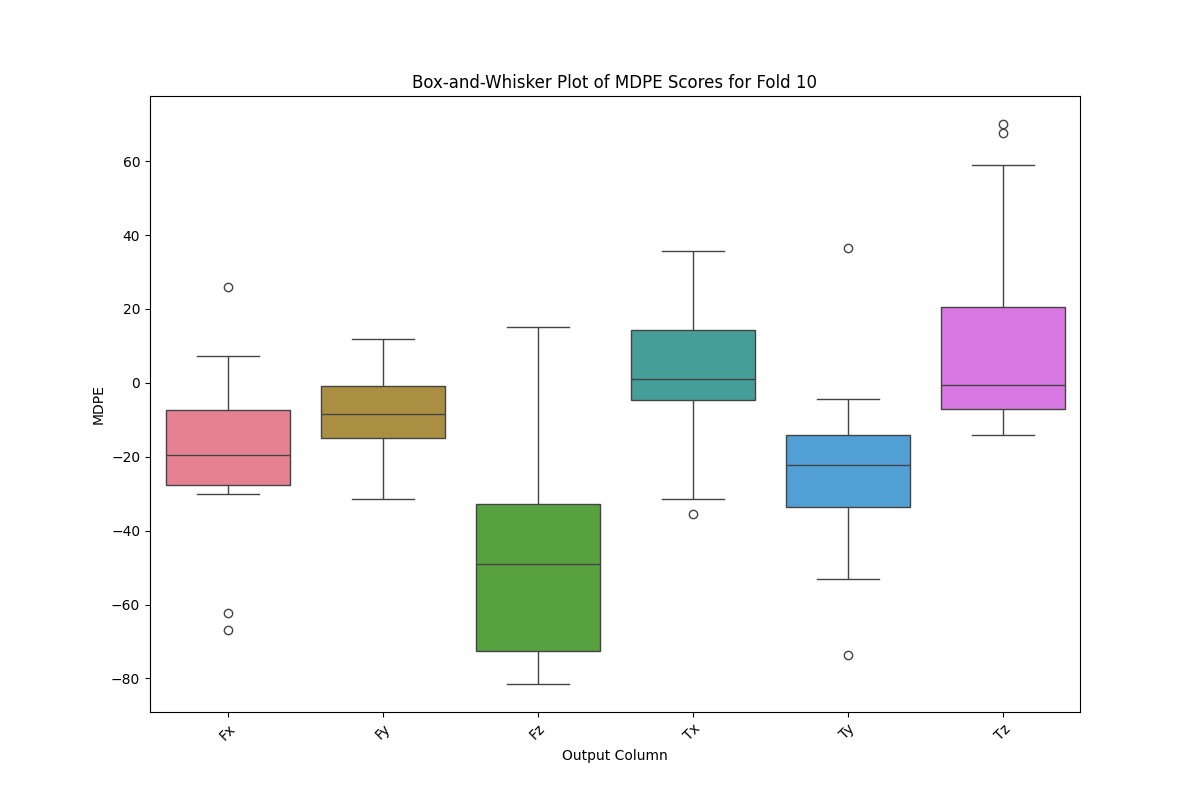 Box-and-Whisker Plot of MDPE Scores for Fold 10
MDPE
60
40
20
0
−20
−40
−60
−80
Fx
Fy
Fz
Tx
Ty
Tz
Output Column